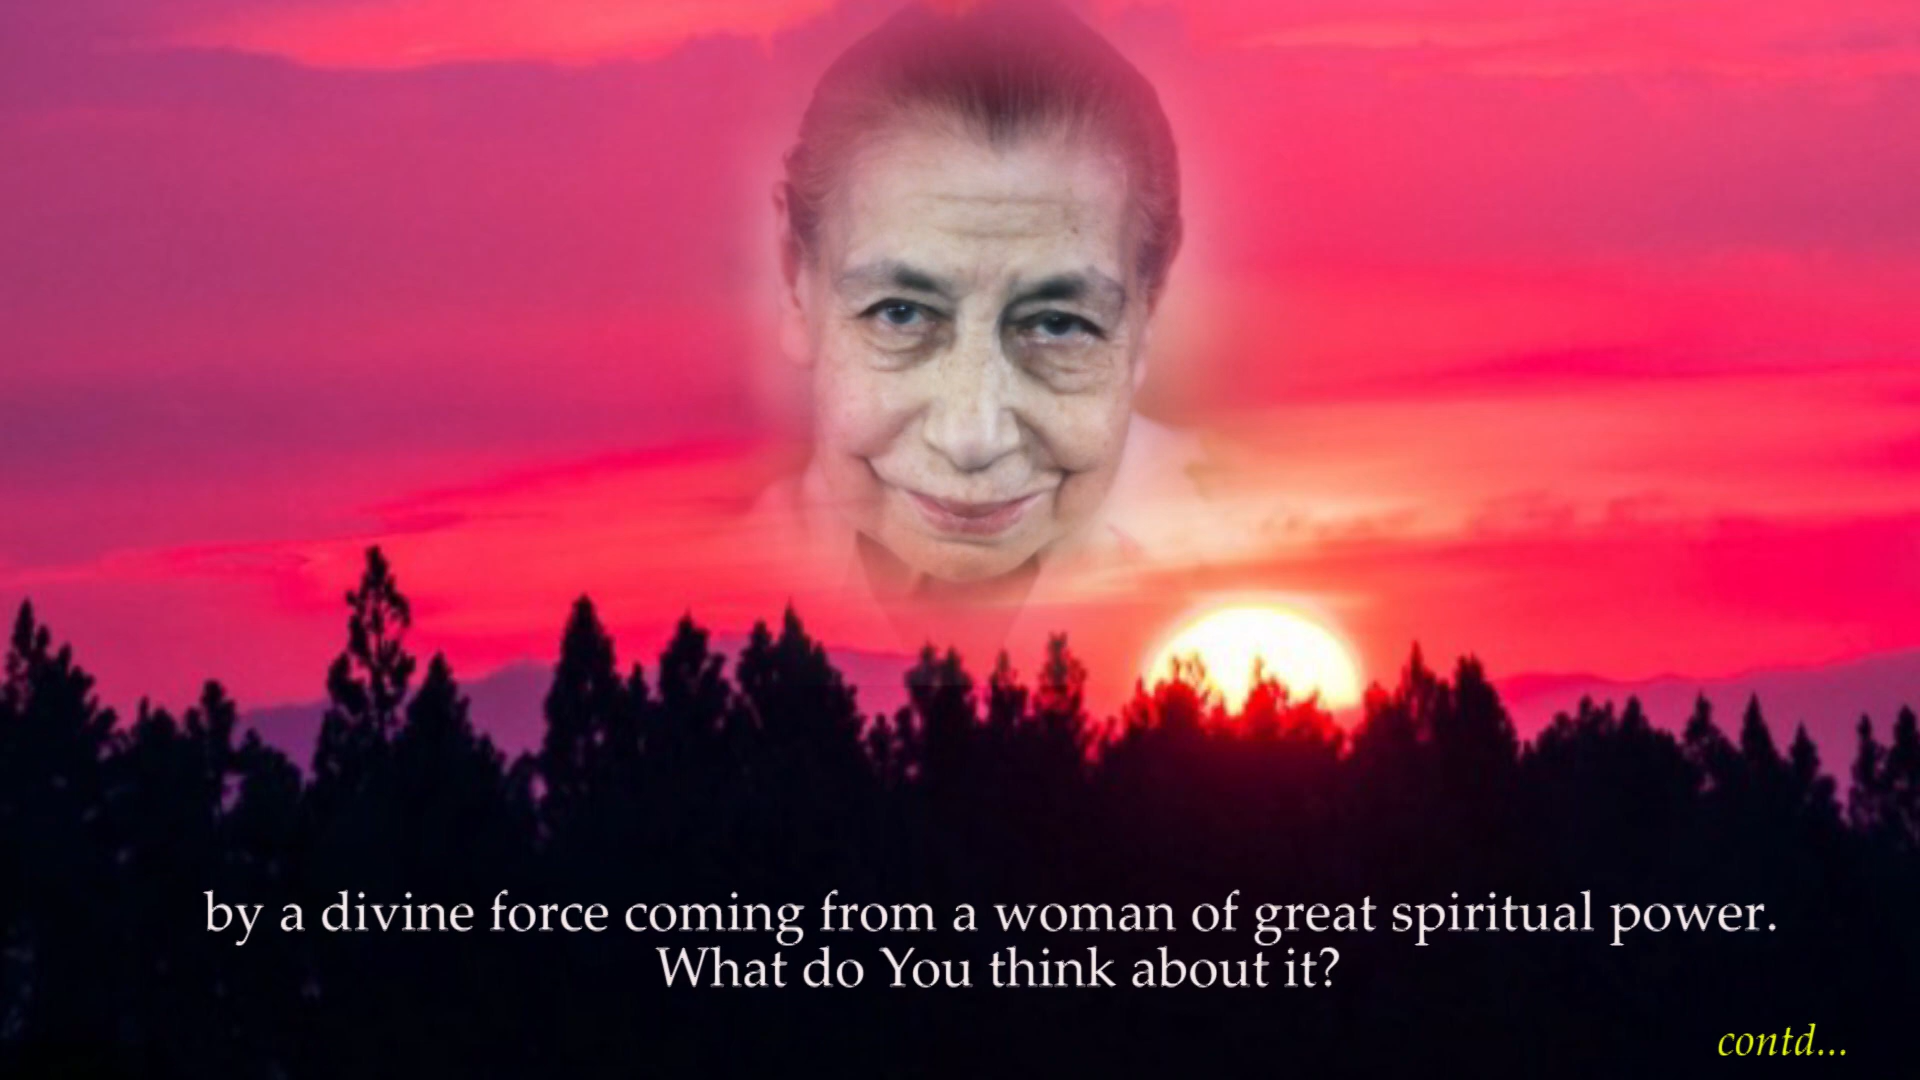 by a divine force coming from a woman of great spiritual power.
What do You think about it?
contd...